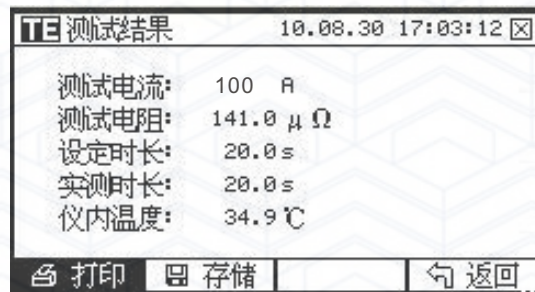 TE 测试结果 10.08.30 17:03:12
测试电流: 100 A
测试电阻: 141.0 μΩ
设定时长: 20.0s
实测时长: 20.0s
仪内温度: 34.9℃
打印 存储 返回